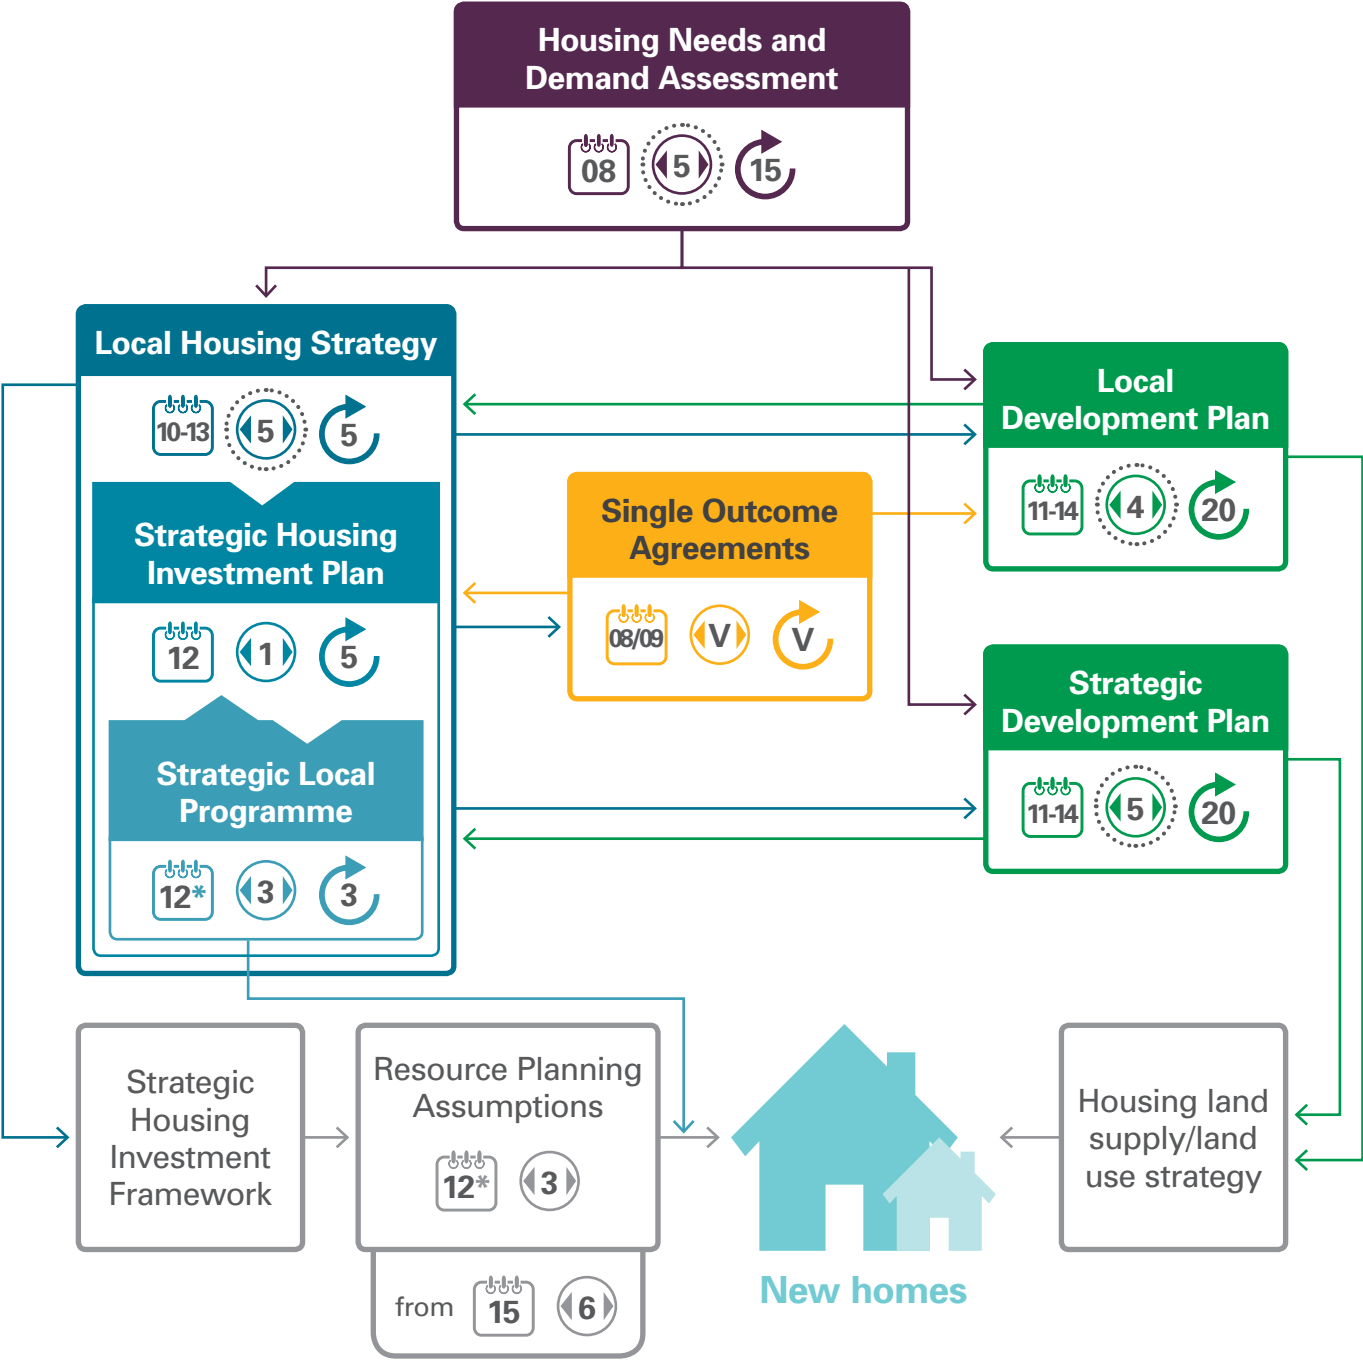 Housing Needs and
Demand Assessment
08 5 15
Local Housing Strategy
10-13 5 5
Strategic Housing
Investment Plan
12 1 5
Strategic Local
Programme
12* 3 3
Single Outcome
Agreements
08/09 V V
Local
Development Plan
11-14 4 20
Strategic
Development Plan
11-14 5 20
Strategic
Housing
Investment
Framework
Resource Planning
Assumptions
12* 3
from 15 6
New homes
Housing land
supply/land
use strategy